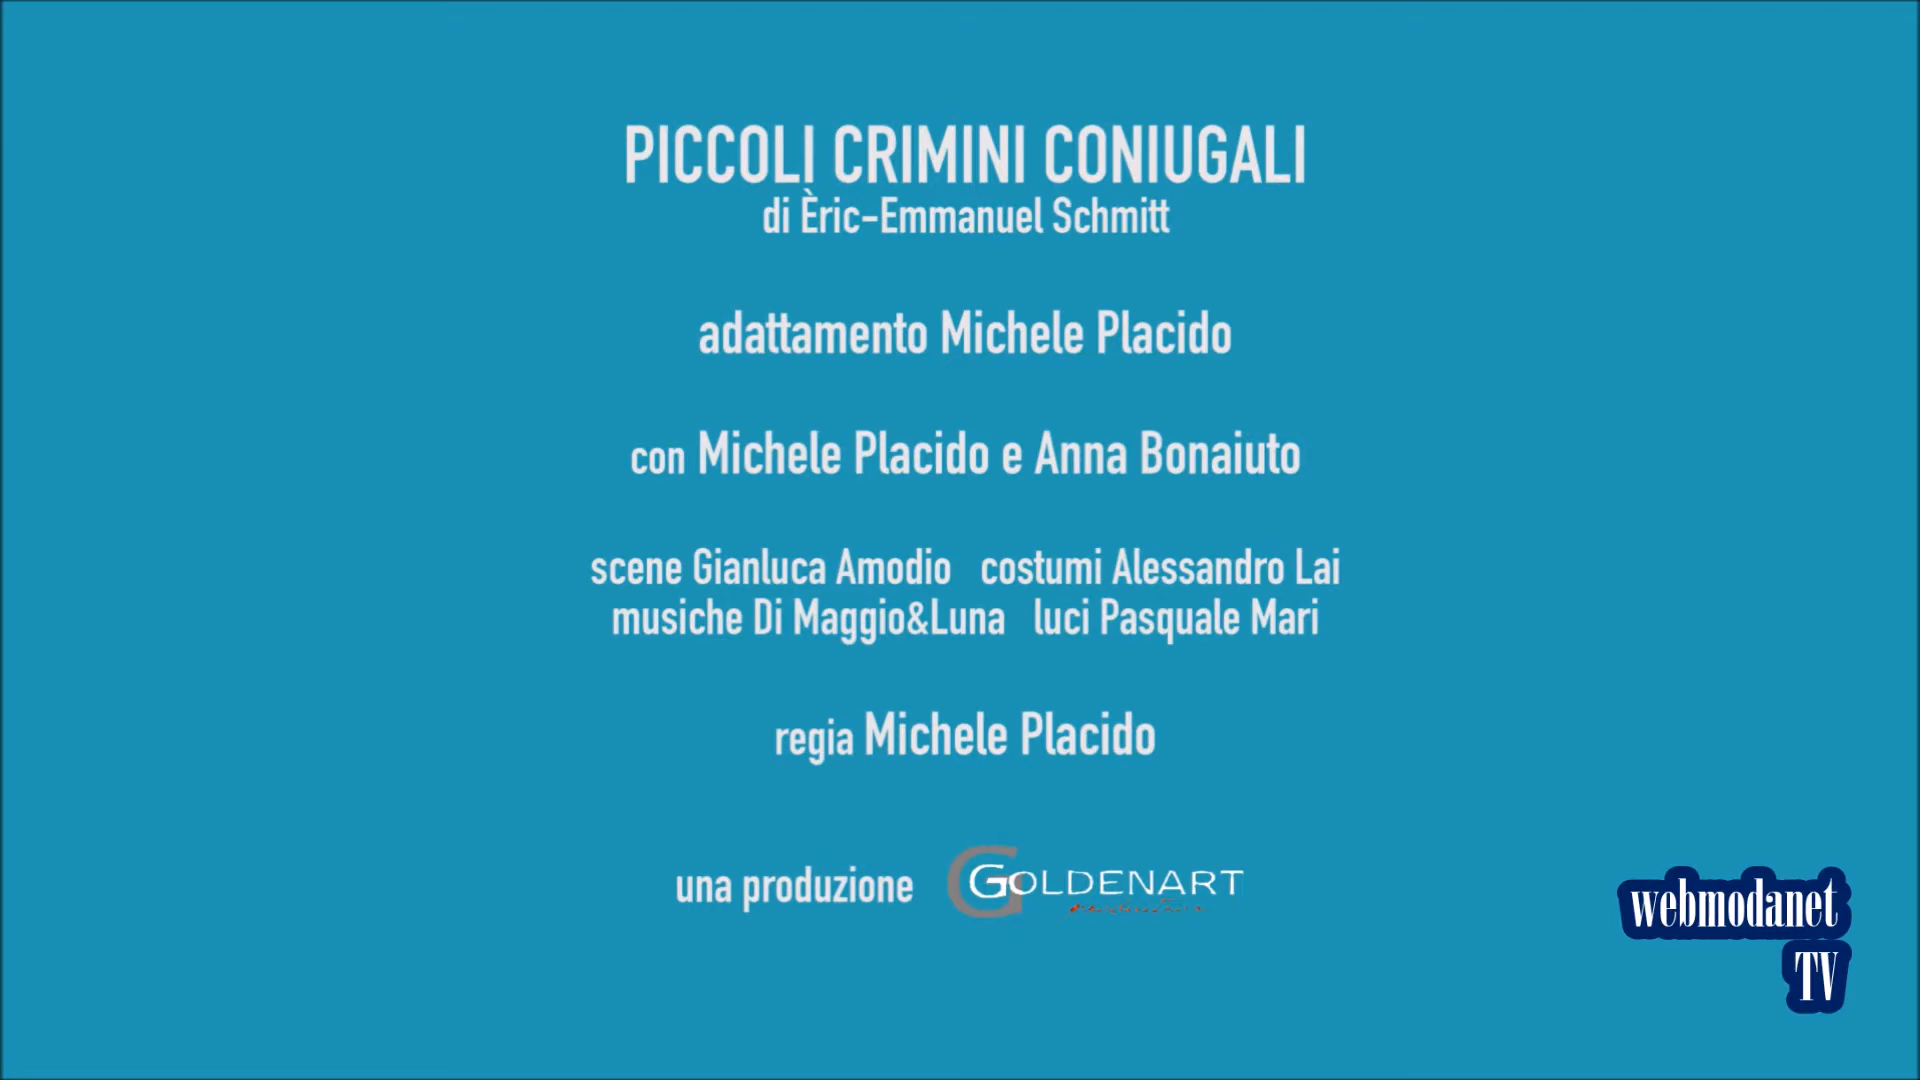 PICCOLI CRIMINI CONIUGALI
di Èric-Emmanuel Schmitt
adattamento Michele Placido
con Michele Placido e Anna Bonaiuto
scene Gianluca Amodio costumi Alessandro Lai
musiche Di Maggio&Luna luci Pasquale Mari
regia Michele Placido
una produzione GOLDENART
webmodanet
TV